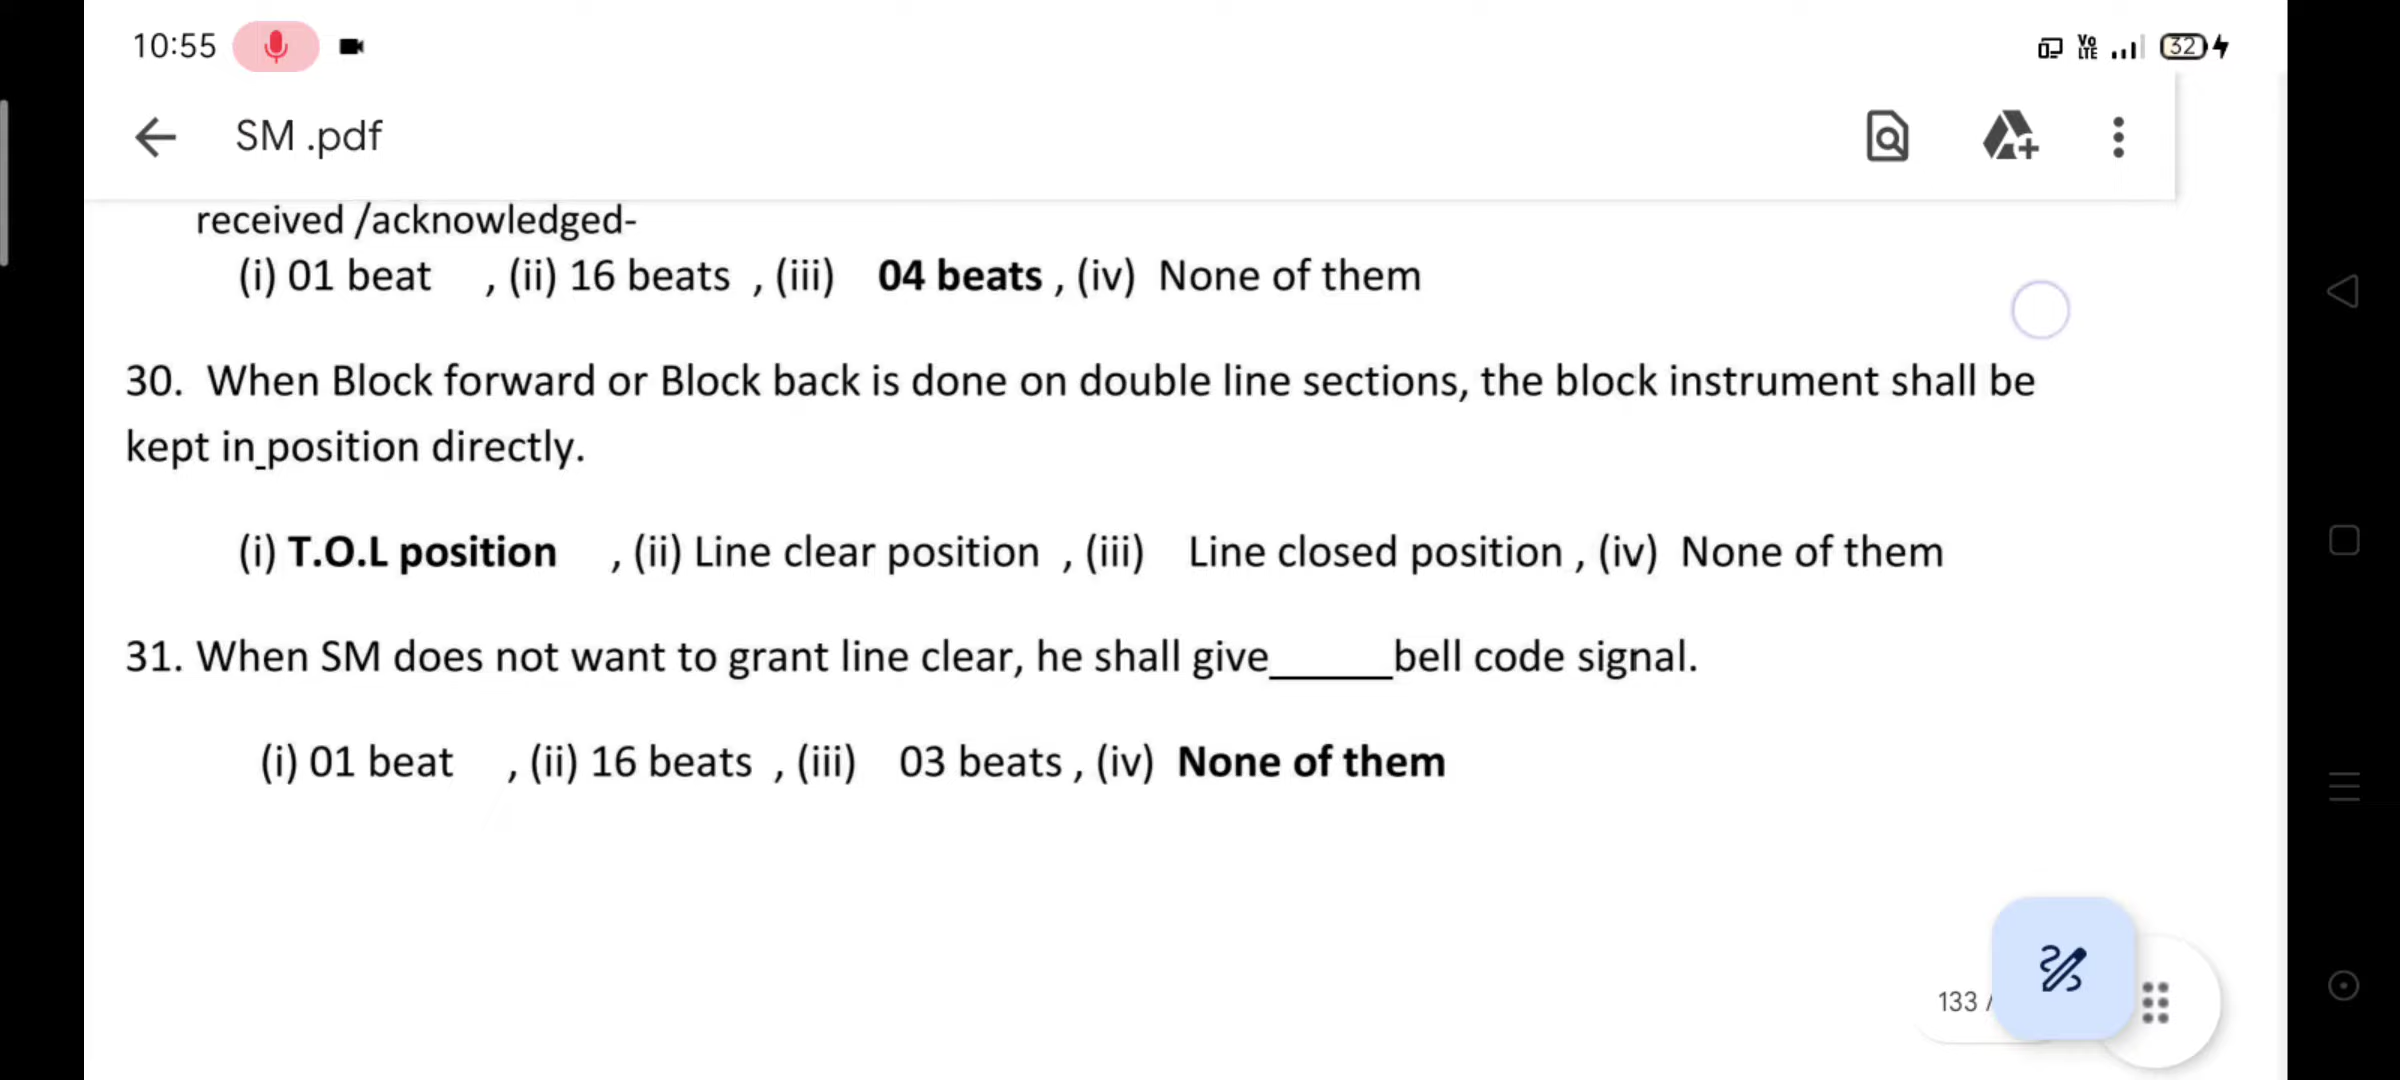 10:55
Vo LTE 32
SM .pdf
received /acknowledged-
(i) 01 beat , (ii) 16 beats , (iii) 04 beats , (iv) None of them
30. When Block forward or Block back is done on double line sections, the block instrument shall be
kept in_position directly.
(i) T.O.L position , (ii) Line clear position , (iii) Line closed position , (iv) None of them
31. When SM does not want to grant line clear, he shall give______bell code signal.
(i) 01 beat , (ii) 16 beats , (iii) 03 beats , (iv) None of them
133 /